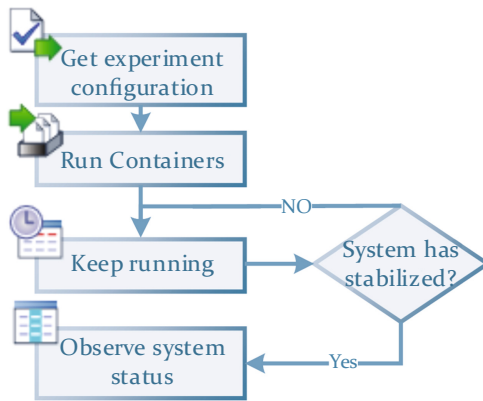 Get experiment
configuration
Run Containers
NO
Keep running
System has
stabilized?
Observe system
status
Yes